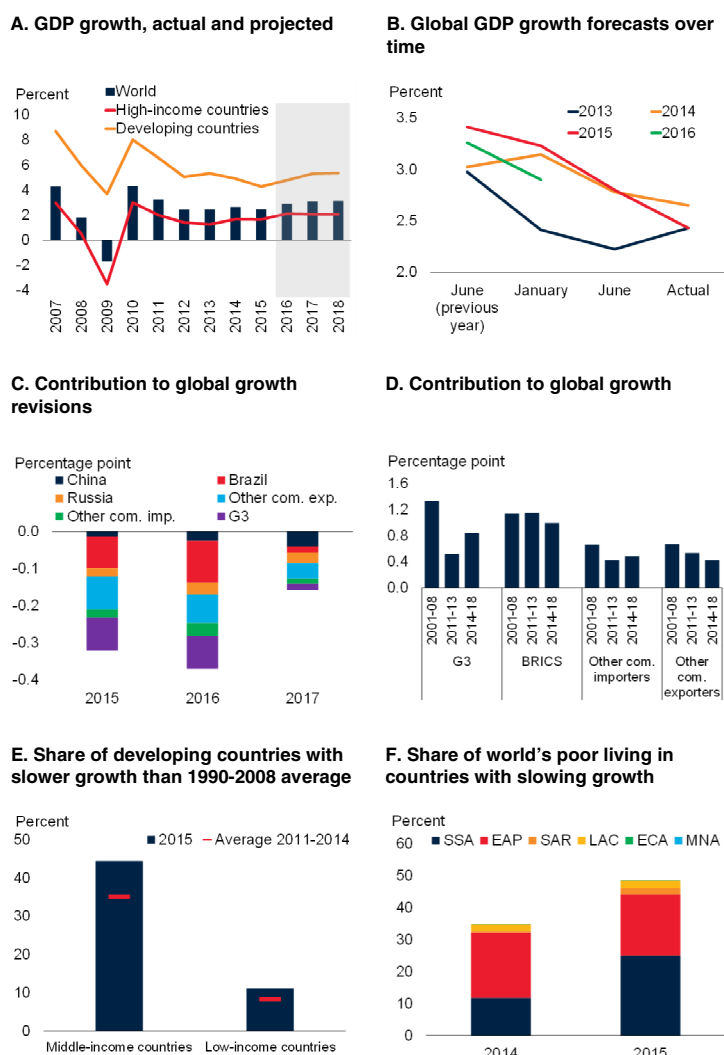 A. GDP growth, actual and projected
Percent
World
High-income countries
Developing countries
10
8
6
4
2
0
-2
-4
2007
2008
2009
2010
2011
2012
2013
2014
2015
2016
2017
2018
B. Global GDP growth forecasts over
time
Percent
2013
2014
2015
2016
3.5
3.0
2.5
2.0
June
(previous
year)
January
June
Actual
C. Contribution to global growth
revisions
Percentage point
China
Brazil
Russia
Other com. exp.
Other com. imp.
G3
0.0
-0.1
-0.2
-0.3
-0.4
2015
2016
2017
D. Contribution to global growth
Percentage point
1.6
1.2
0.8
0.4
0.0
2001-08
2011-13
2014-18
2001-08
2011-13
2014-18
2001-08
2011-13
2014-18
2001-08
2011-13
2014-18
G3
BRICS
Other com.
importers
Other
com.
exporters
E. Share of developing countries with
slower growth than 1990-2008 average
Percent
2015
Average 2011-2014
50
40
30
20
10
0
Middle-income countries
Low-income countries
F. Share of world's poor living in
countries with slowing growth
Percent
SSA
EAP
SAR
LAC
ECA
MNA
60
50
40
30
20
10
0
2014
2015